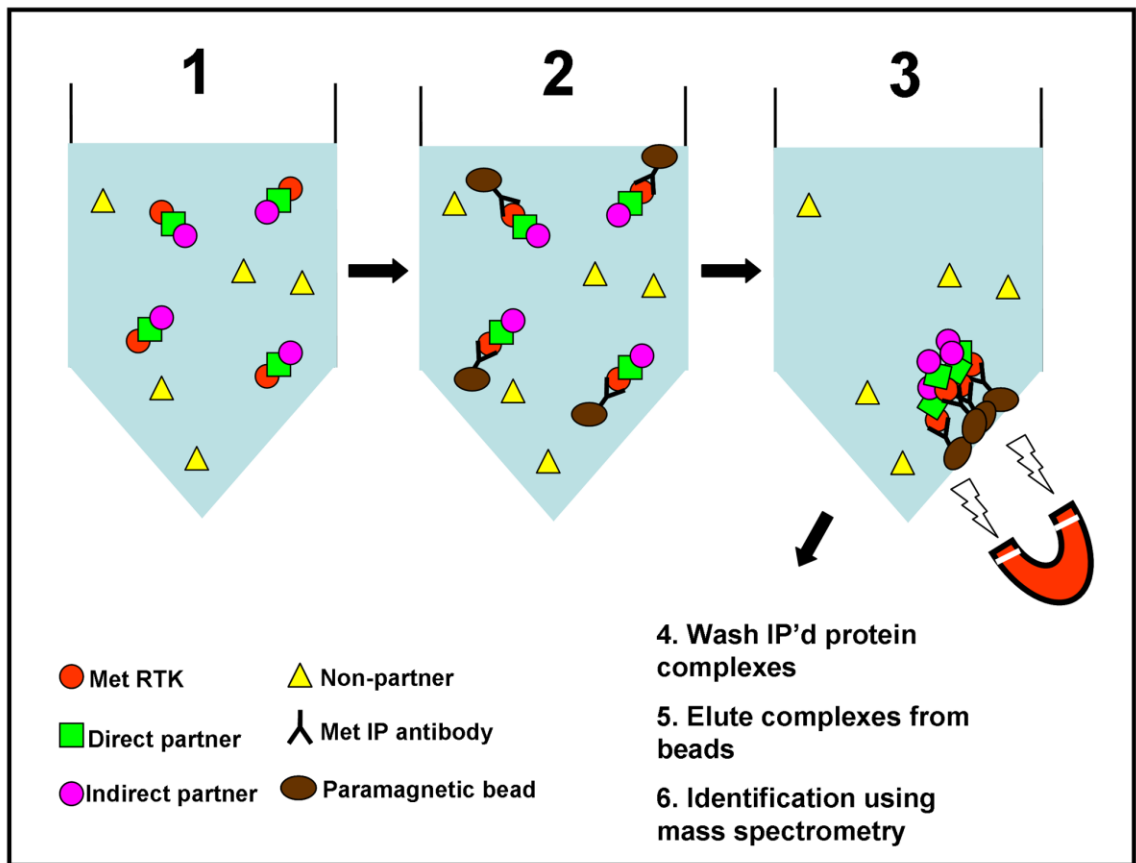 1
2
3
4. Wash IP'd protein
complexes
5. Elute complexes from
beads
6. Identification using
mass spectrometry
Met RTK
Non-partner
Direct partner
Met IP antibody
Indirect partner
Paramagnetic bead